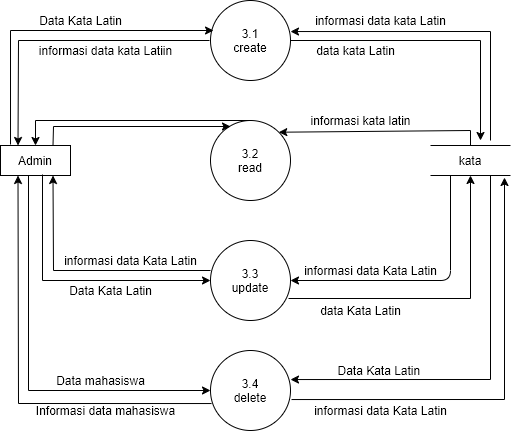 Data Kata Latin
3.1
create
informasi data kata Latin
informasi data kata Latiin
data kata Latin
informasi kata latin
Admin
3.2
read
kata
informasi data Kata Latin
3.3
update
informasi data Kata Latin
Data Kata Latin
data Kata Latin
Data mahasiswa
3.4
delete
Data Kata Latin
Informasi data mahasiswa
informasi data Kata Latin